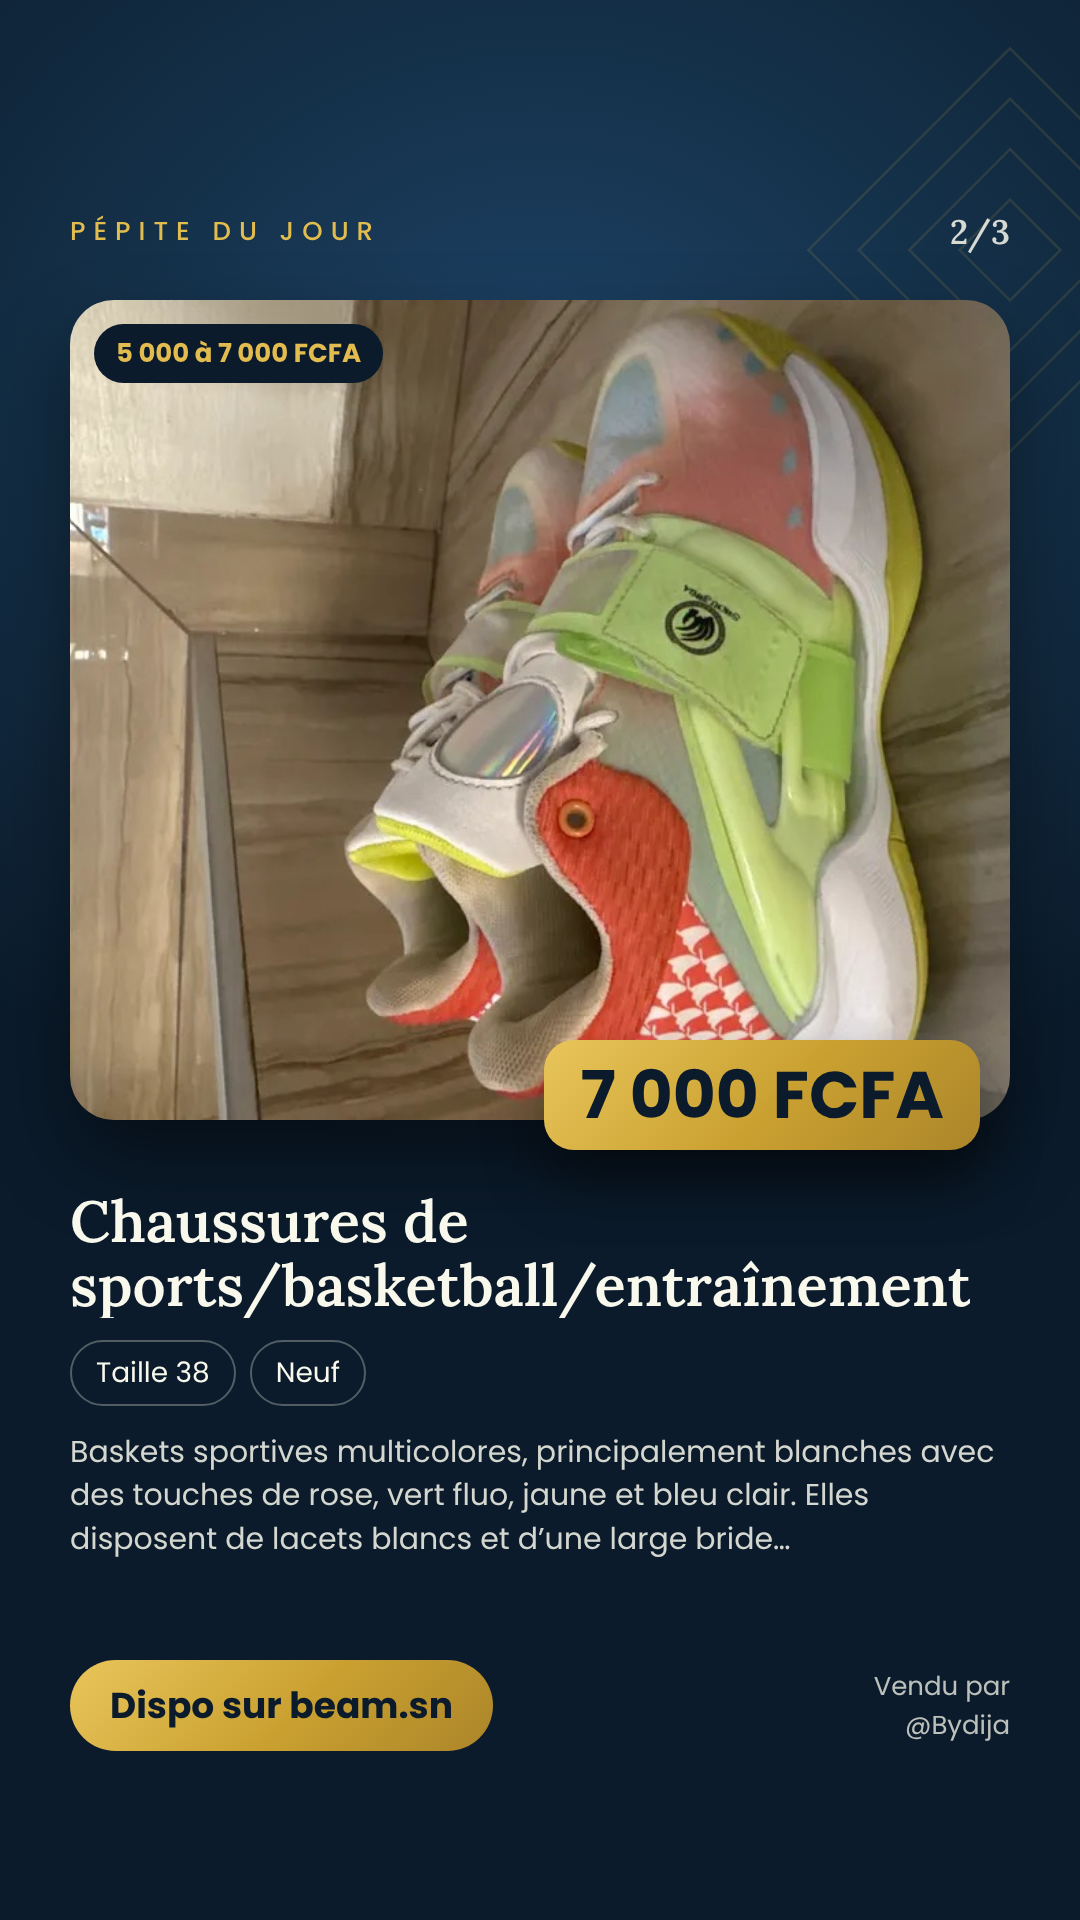 PÉPITE DU JOUR
2/3
5 000 à 7 000 FCFA
7 000 FCFA
Chaussures de
sports/basketball/entraînement
Taille 38
Neuf
Baskets sportives multicolores, principalement blanches avec
des touches de rose, vert fluo, jaune et bleu clair. Elles
disposent de lacets blancs et d’une large bride…
Dispo sur beam.sn
Vendu par
@Bydija